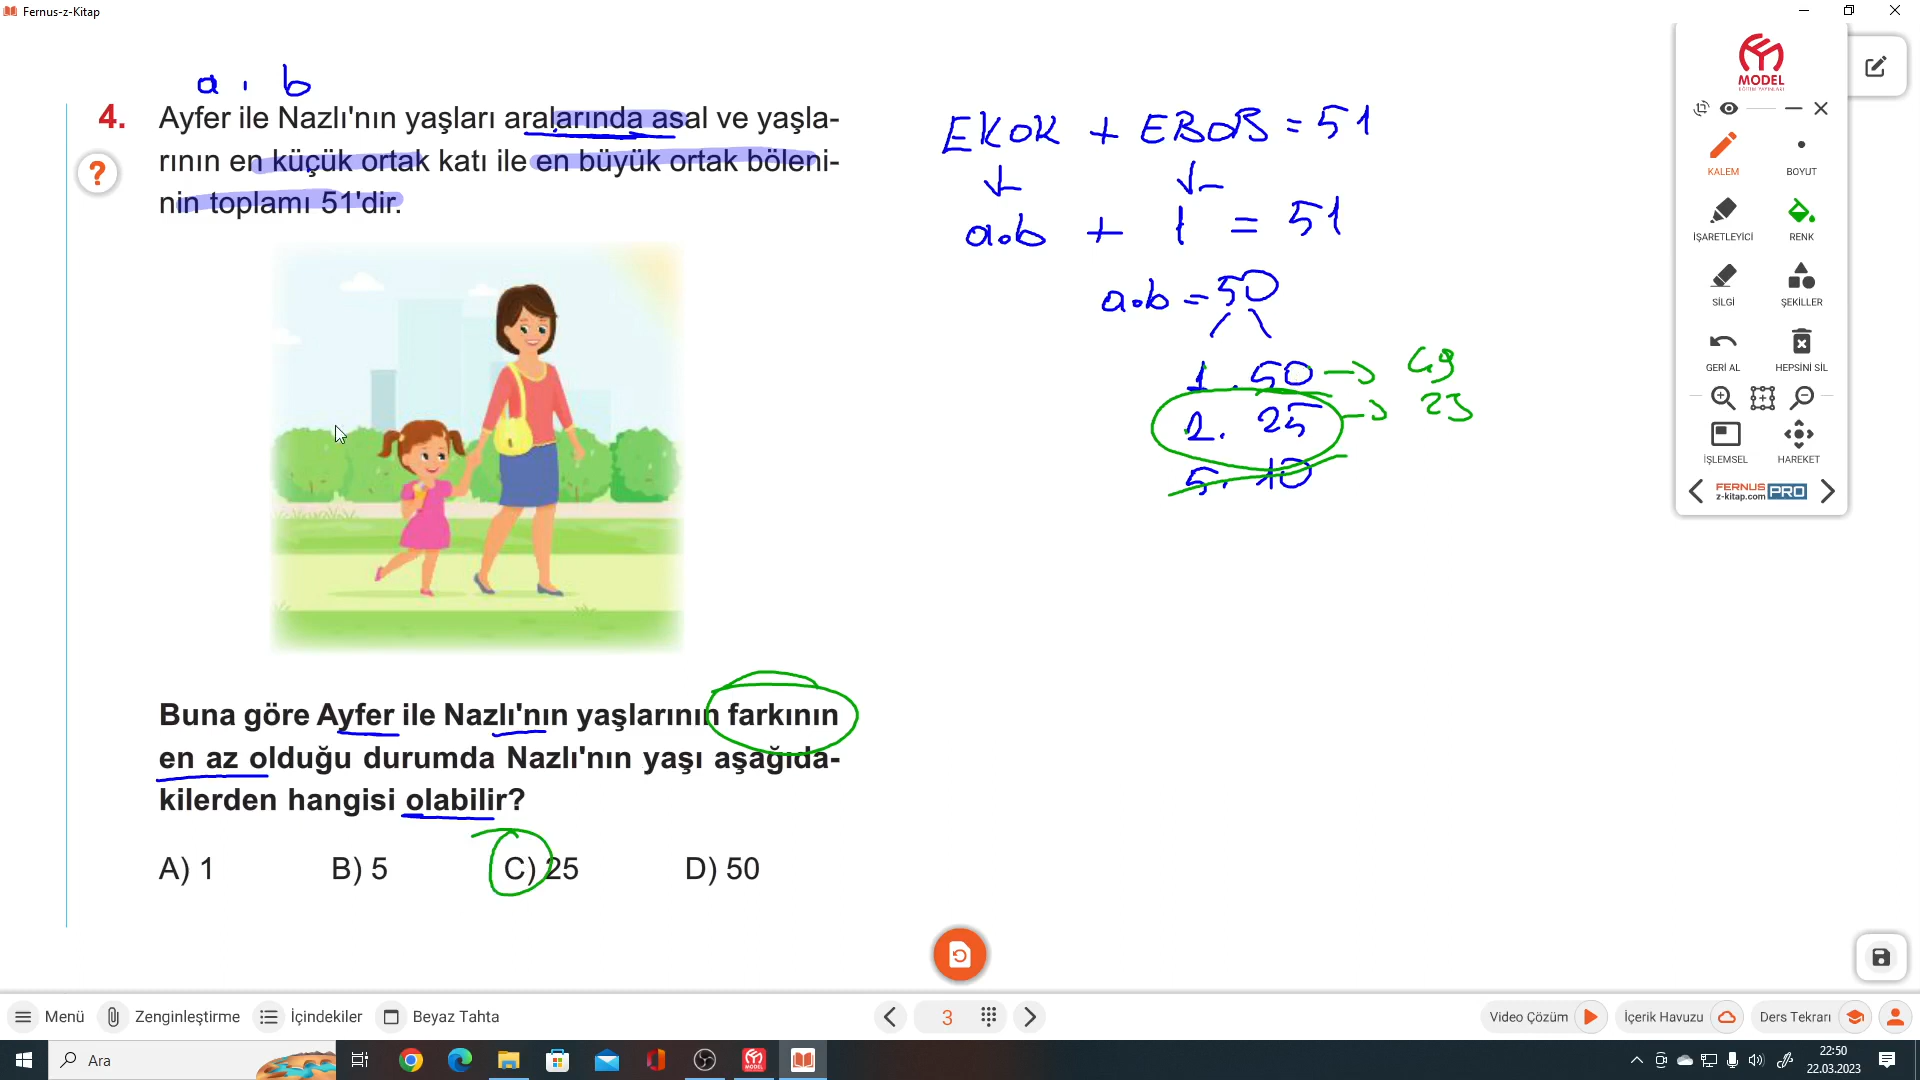 Fernus-z-Kitap
a . b
4. Ayfer ile Nazlı'nın yaşları aralarında asal ve yaşla-
rının en küçük ortak katı ile en büyük ortak böleni-
nin toplamı 51'dir.
?
EKOK + EBOB = 51
a.b + 1 = 51
a.b = 50
1 . 50 → 49
2 . 25 → 23
5 . 10
Buna göre Ayfer ile Nazlı'nın yaşlarının farkının
en az olduğu durumda Nazlı'nın yaşı aşağıda-
kilerden hangisi olabilir?
A) 1 B) 5 C) 25 D) 50
MODEL
EĞİTİM YAYINLARI
KALEM BOYUT
İŞARETLEYİCİ RENK
SİLGİ ŞEKİLLER
GERİ AL HEPSİNİ SİL
İŞLEMSEL HAREKET
FERNUS
z-kitap.com PRO
Menü Zenginleştirme İçindekiler Beyaz Tahta 3 Video Çözüm İçerik Havuzu Ders Tekrarı
Ara
MODEL
22:50
22.03.2023